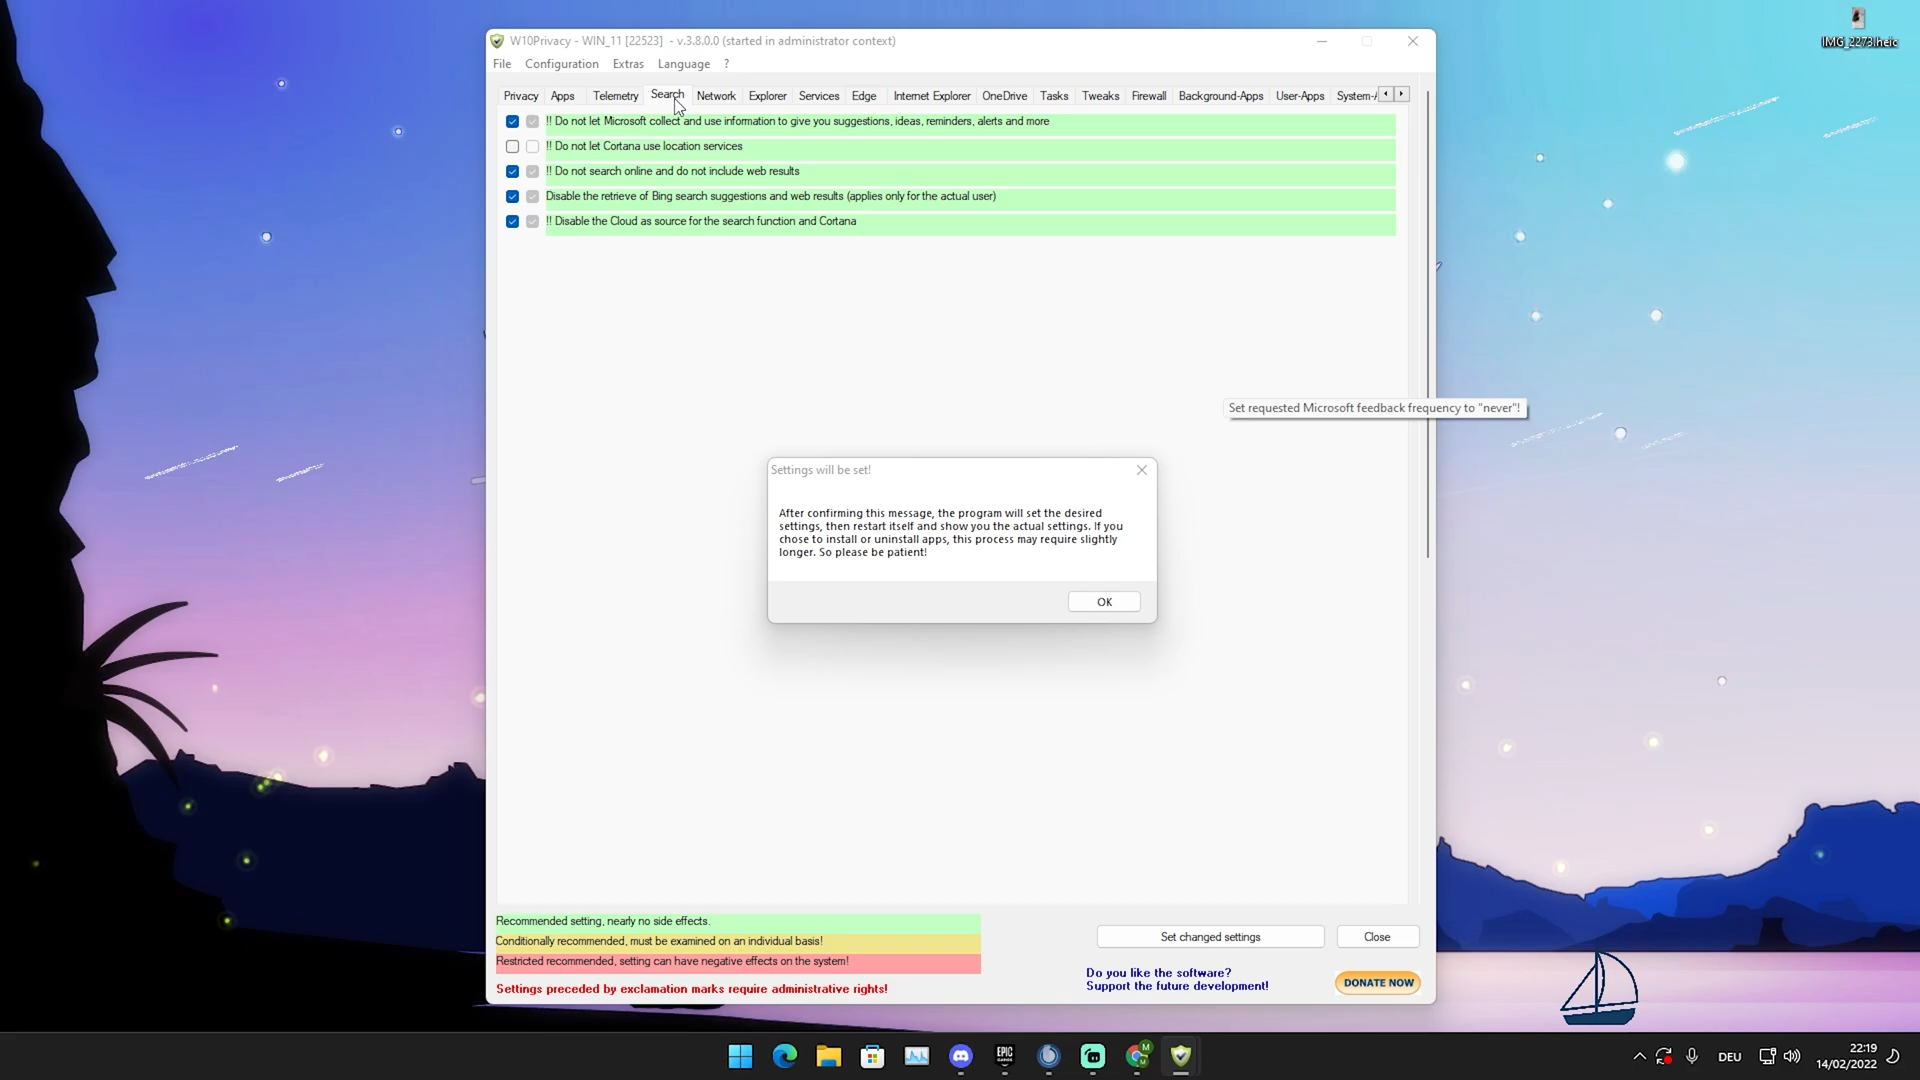 IMG_2273.heic
W10Privacy - WIN_11 [22523]  - v.3.8.0.0 (started in administrator context)
File Configuration Extras Language ?
Privacy Apps Telemetry Search Network Explorer Services Edge Internet Explorer OneDrive Tasks Tweaks Firewall Background-Apps User-Apps System-A
!! Do not let Microsoft collect and use information to give you suggestions, ideas, reminders, alerts and more
!! Do not let Cortana use location services
!! Do not search online and do not include web results
Disable the retrieve of Bing search suggestions and web results (applies only for the actual user)
!! Disable the Cloud as source for the search function and Cortana
Set requested Microsoft feedback frequency to "never"!
Settings will be set!
After confirming this message, the program will set the desired
settings, then restart itself and show you the actual settings. If you
chose to install or uninstall apps, this process may require slightly
longer. So please be patient!
OK
Recommended setting, nearly no side effects.
Conditionally recommended, must be examined on an individual basis!
Restricted recommended, setting can have negative effects on the system!
Settings preceded by exclamation marks require administrative rights!
Set changed settings
Close
Do you like the software?
Support the future development!
DONATE NOW
EPIC
GAMES
M
DEU
22:19
14/02/2022